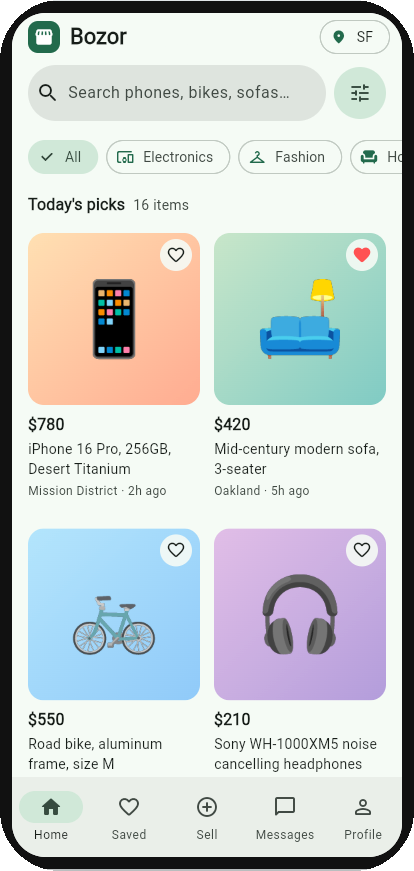 Bozor
SF
Search phones, bikes, sofas…
All
Electronics
Fashion
Today's picks 16 items
$780
iPhone 16 Pro, 256GB,
Desert Titanium
Mission District · 2h ago
$420
Mid-century modern sofa,
3-seater
Oakland · 5h ago
$550
Road bike, aluminum
frame, size M
$210
Sony WH-1000XM5 noise
cancelling headphones
Home
Saved
Sell
Messages
Profile